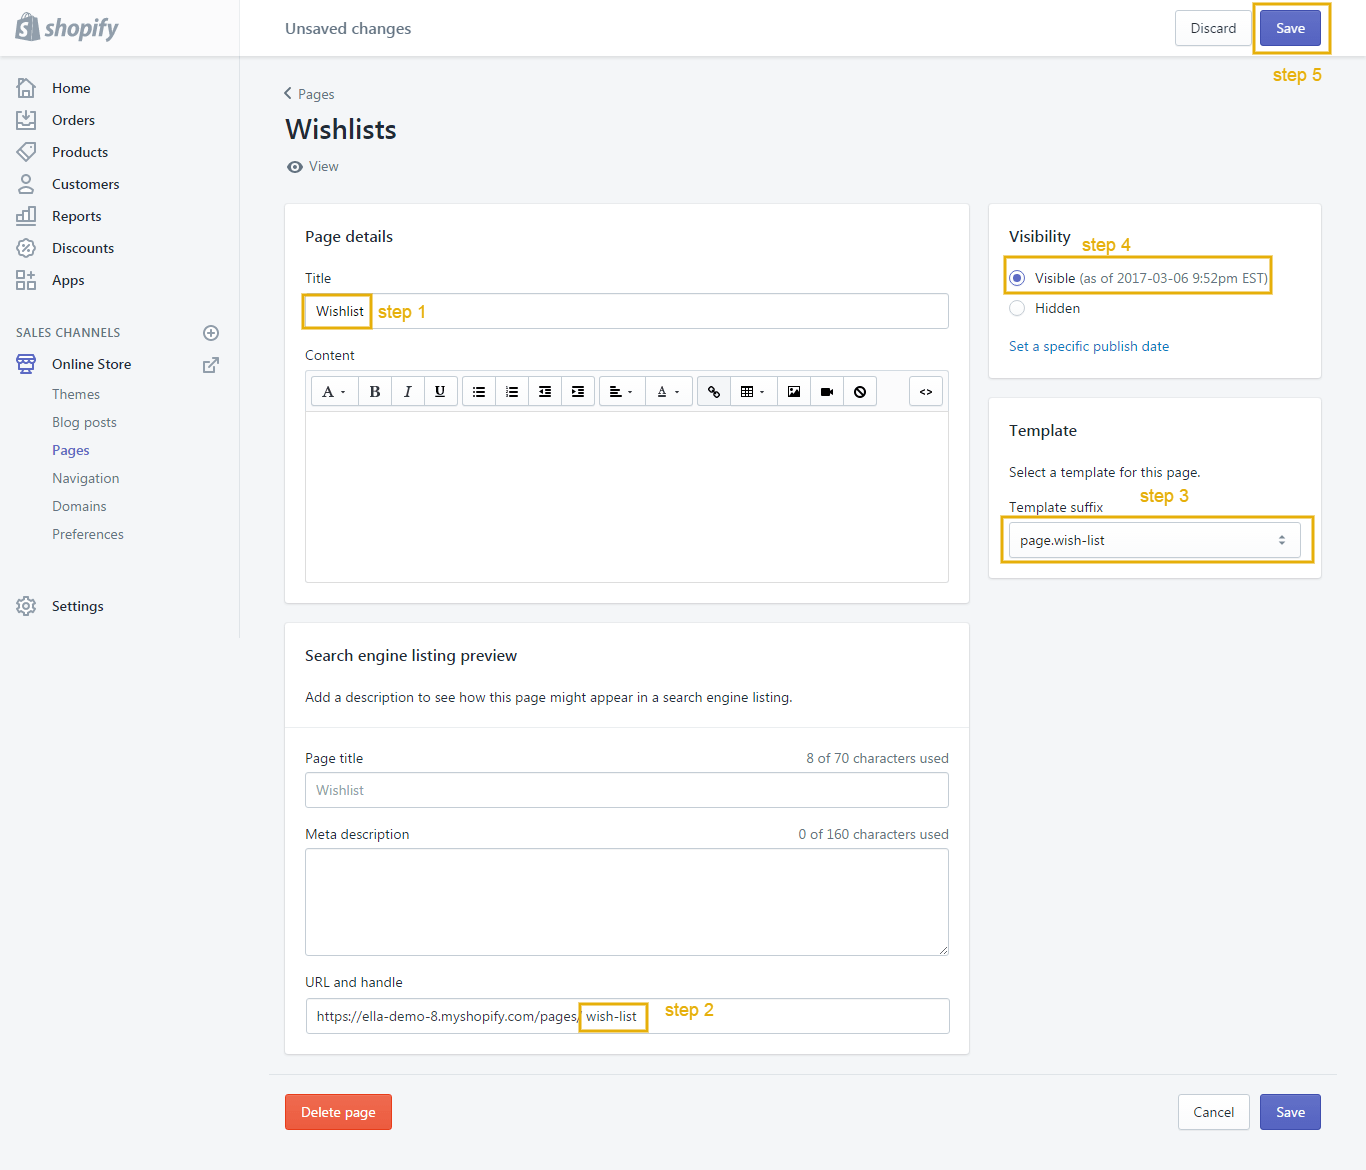 shopify
Unsaved changes
Discard
Save
step 5
Home
Orders
Products
Customers
Reports
Discounts
Apps
SALES CHANNELS
Online Store
Themes
Blog posts
Pages
Navigation
Domains
Preferences
Settings
Pages
Wishlists
View
Page details
Title
Wishlist
step 1
Content
A
B
I
U
A
<>
Search engine listing preview
Add a description to see how this page might appear in a search engine listing.
Page title
8 of 70 characters used
Wishlist
Meta description
0 of 160 characters used
URL and handle
https://ella-demo-8.myshopify.com/pages/ wish-list
step 2
Visibility
step 4
Visible (as of 2017-03-06 9:52pm EST)
Hidden
Set a specific publish date
Template
Select a template for this page.
step 3
Template suffix
page.wish-list
Delete page
Cancel
Save